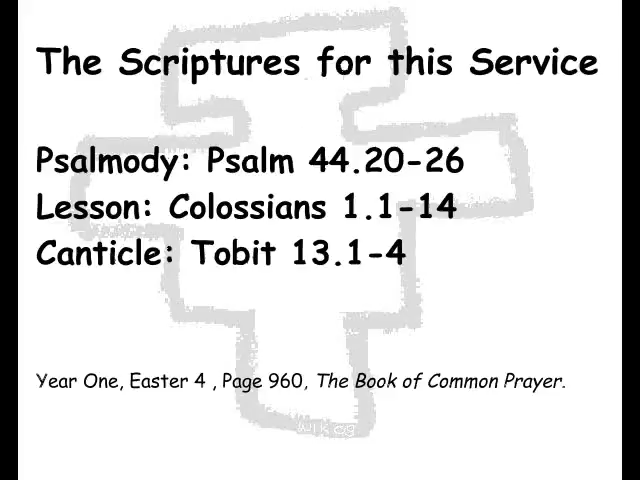 The Scriptures for this Service
Psalmody: Psalm 44.20-26
Lesson: Colossians 1.1-14
Canticle: Tobit 13.1-4
Year One, Easter 4 , Page 960, The Book of Common Prayer.